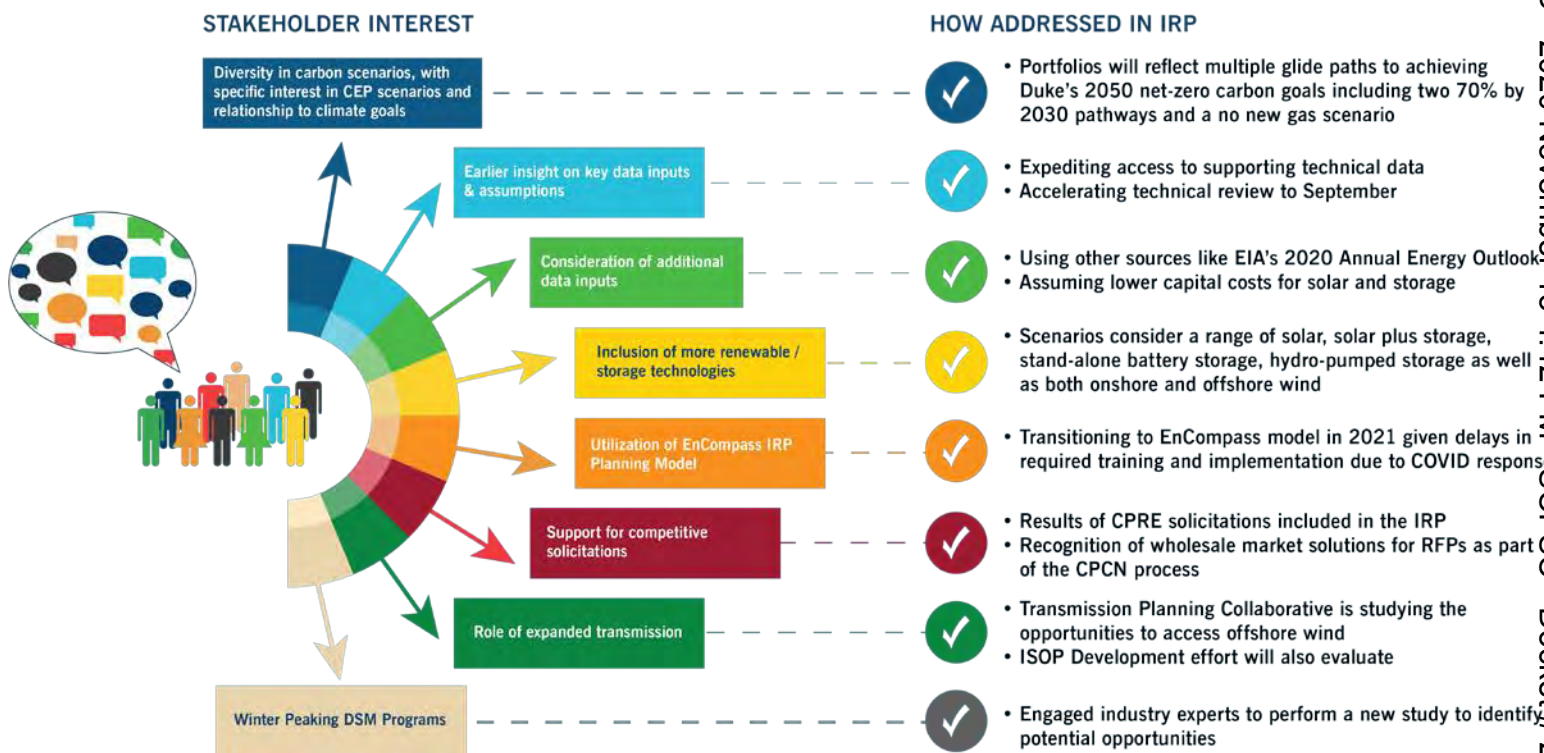 STAKEHOLDER INTEREST
HOW ADDRESSED IN IRP
Diversity in carbon scenarios, with
specific interest in CEP scenarios and
relationship to climate goals
• Portfolios will reflect multiple glide paths to achieving
Duke's 2050 net-zero carbon goals including two 70% by
2030 pathways and a no new gas scenario
Earlier insight on key data inputs
& assumptions
• Expediting access to supporting technical data
• Accelerating technical review to September
Consideration of additional
data inputs
• Using other sources like EIA's 2020 Annual Energy Outlook
• Assuming lower capital costs for solar and storage
Inclusion of more renewable /
storage technologies
• Scenarios consider a range of solar, solar plus storage,
stand-alone battery storage, hydro-pumped storage as well
as both onshore and offshore wind
Utilization of EnCompass IRP
Planning Model
• Transitioning to EnCompass model in 2021 given delays in
required training and implementation due to COVID
Support for competitive
solicitations
• Results of CPRE solicitations included in the IRP
• Recognition of wholesale market solutions for RFPs as part
of the CPCN process
Role of expanded transmission
• Transmission Planning Collaborative is studying the
opportunities to access offshore wind
• ISOP Development effort will also evaluate
Winter Peaking DSM Programs
• Engaged industry experts to perform a new study to identify
potential opportunities